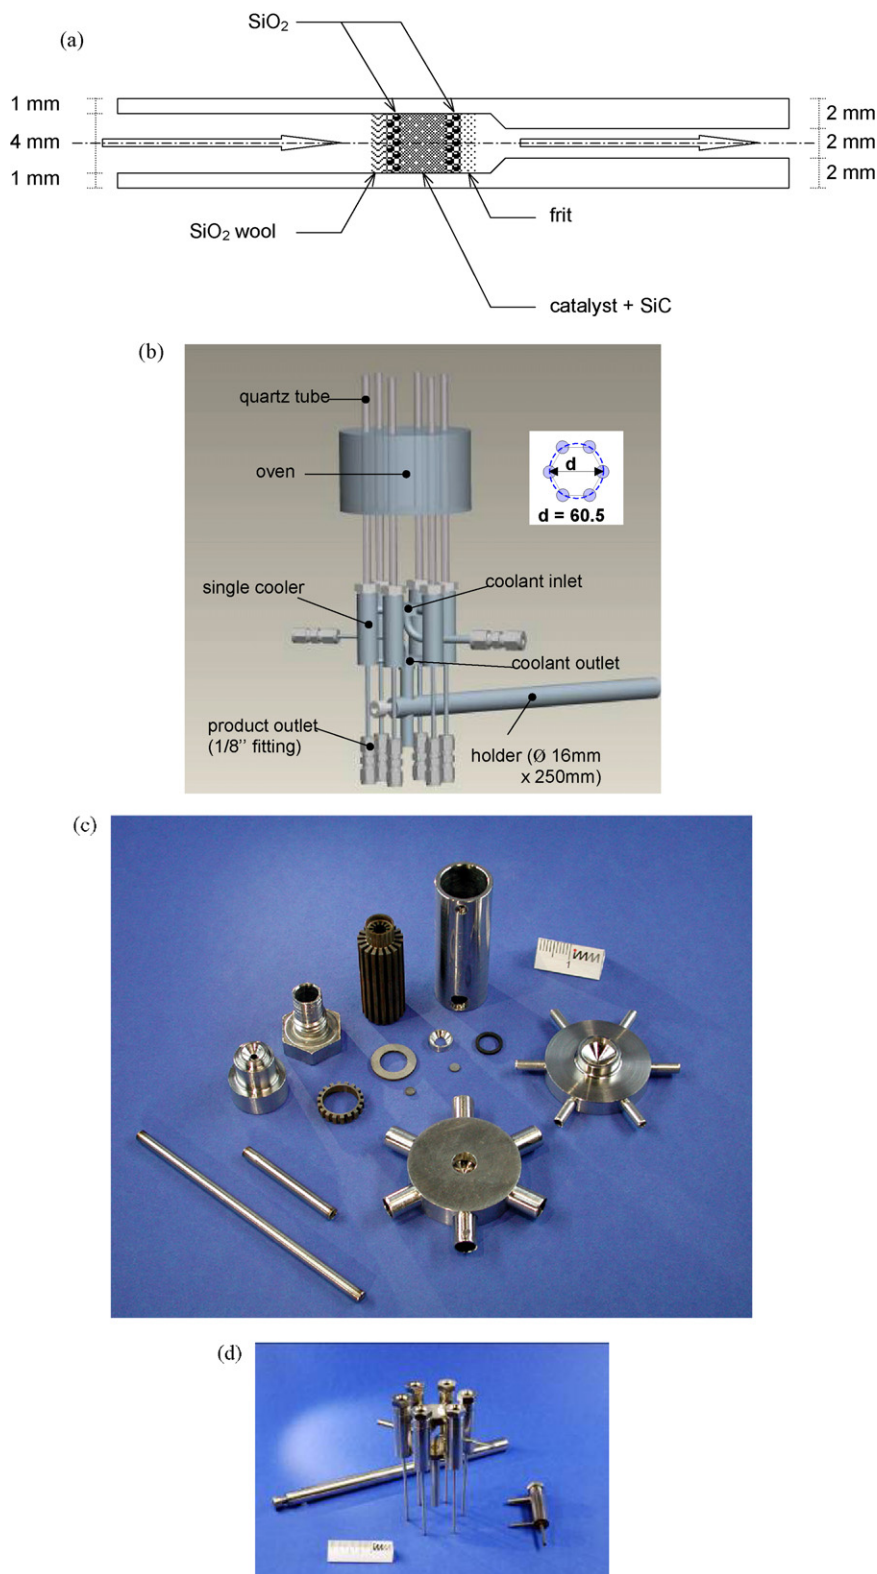 (a)
SiO₂
1 mm
4 mm
1 mm
2 mm
2 mm
2 mm
SiO₂ wool
frit
catalyst + SiC
(b)
quartz tube
oven
d
d = 60.5
single cooler
coolant inlet
coolant outlet
product outlet
(1/8'' fitting)
holder (Ø 16mm
x 250mm)
(c)
1
(d)